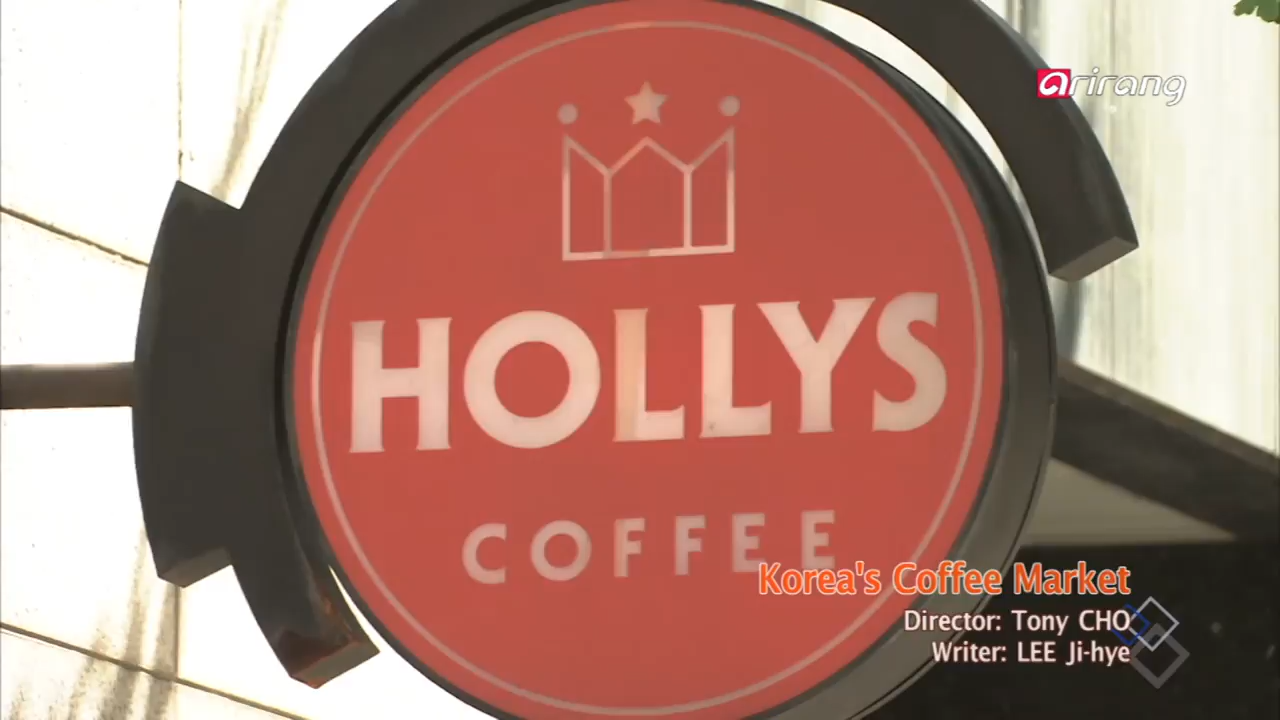 arirang
HOLLYS
COFFEE
Korea's Coffee Market
Director: Tony CHO
Writer: LEE Ji-hye